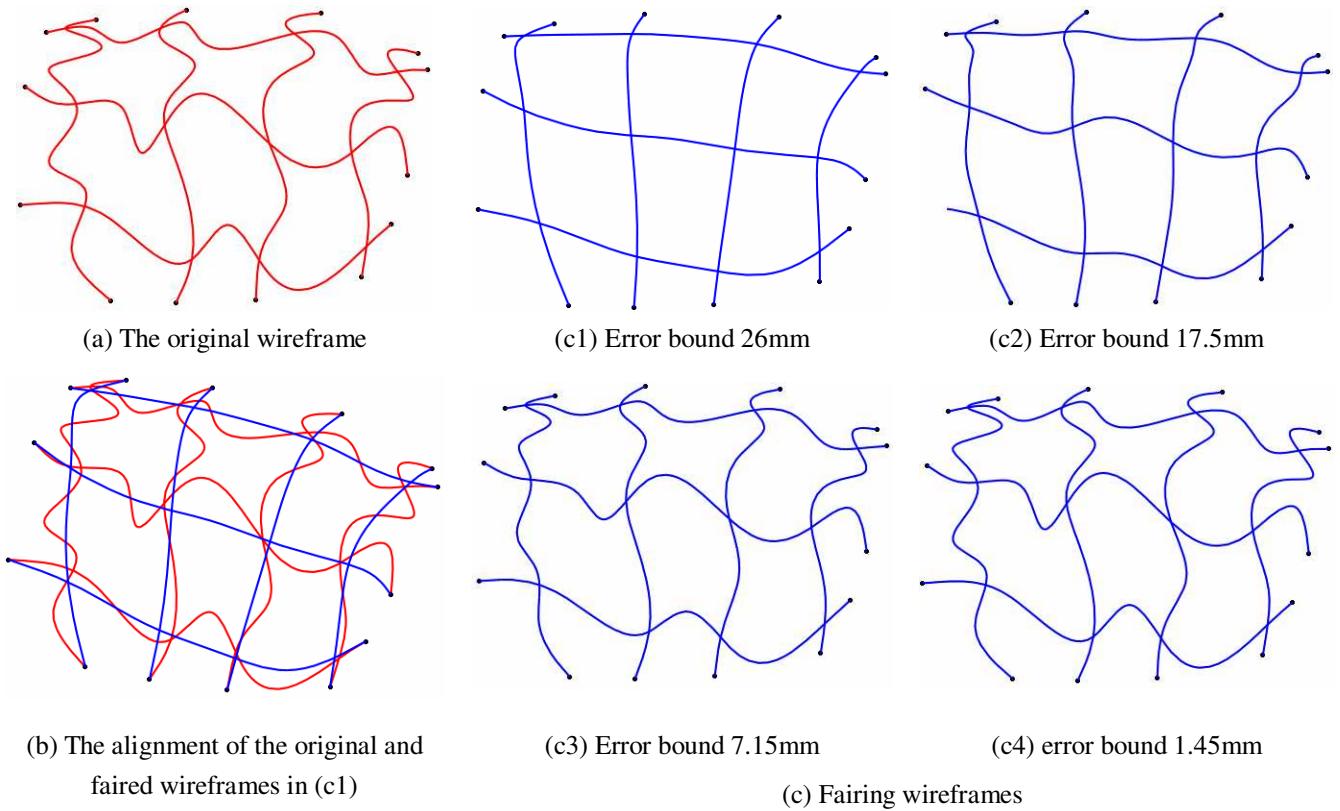 (a) The original wireframe
(c1) Error bound 26mm
(c2) Error bound 17.5mm
(b) The alignment of the original and
faired wireframes in (c1)
(c3) Error bound 7.15mm
(c4) error bound 1.45mm
(c) Fairing wireframes